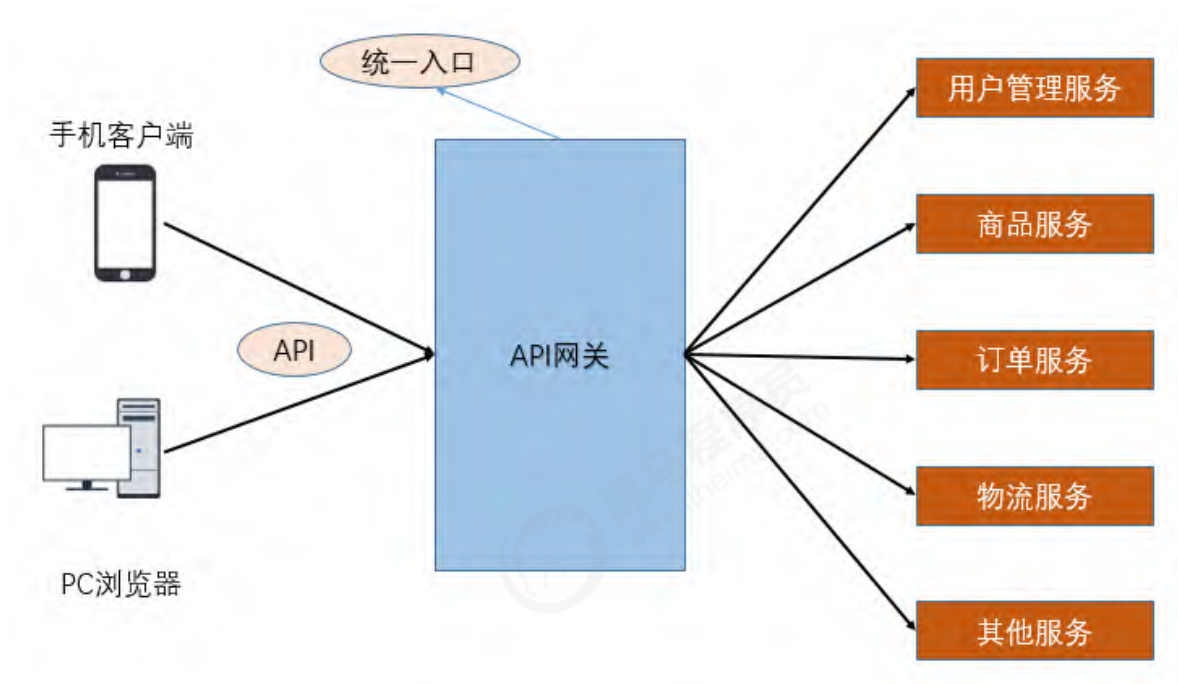 统一入口
手机客户端
API
PC浏览器
API网关
用户管理服务
商品服务
订单服务
物流服务
其他服务